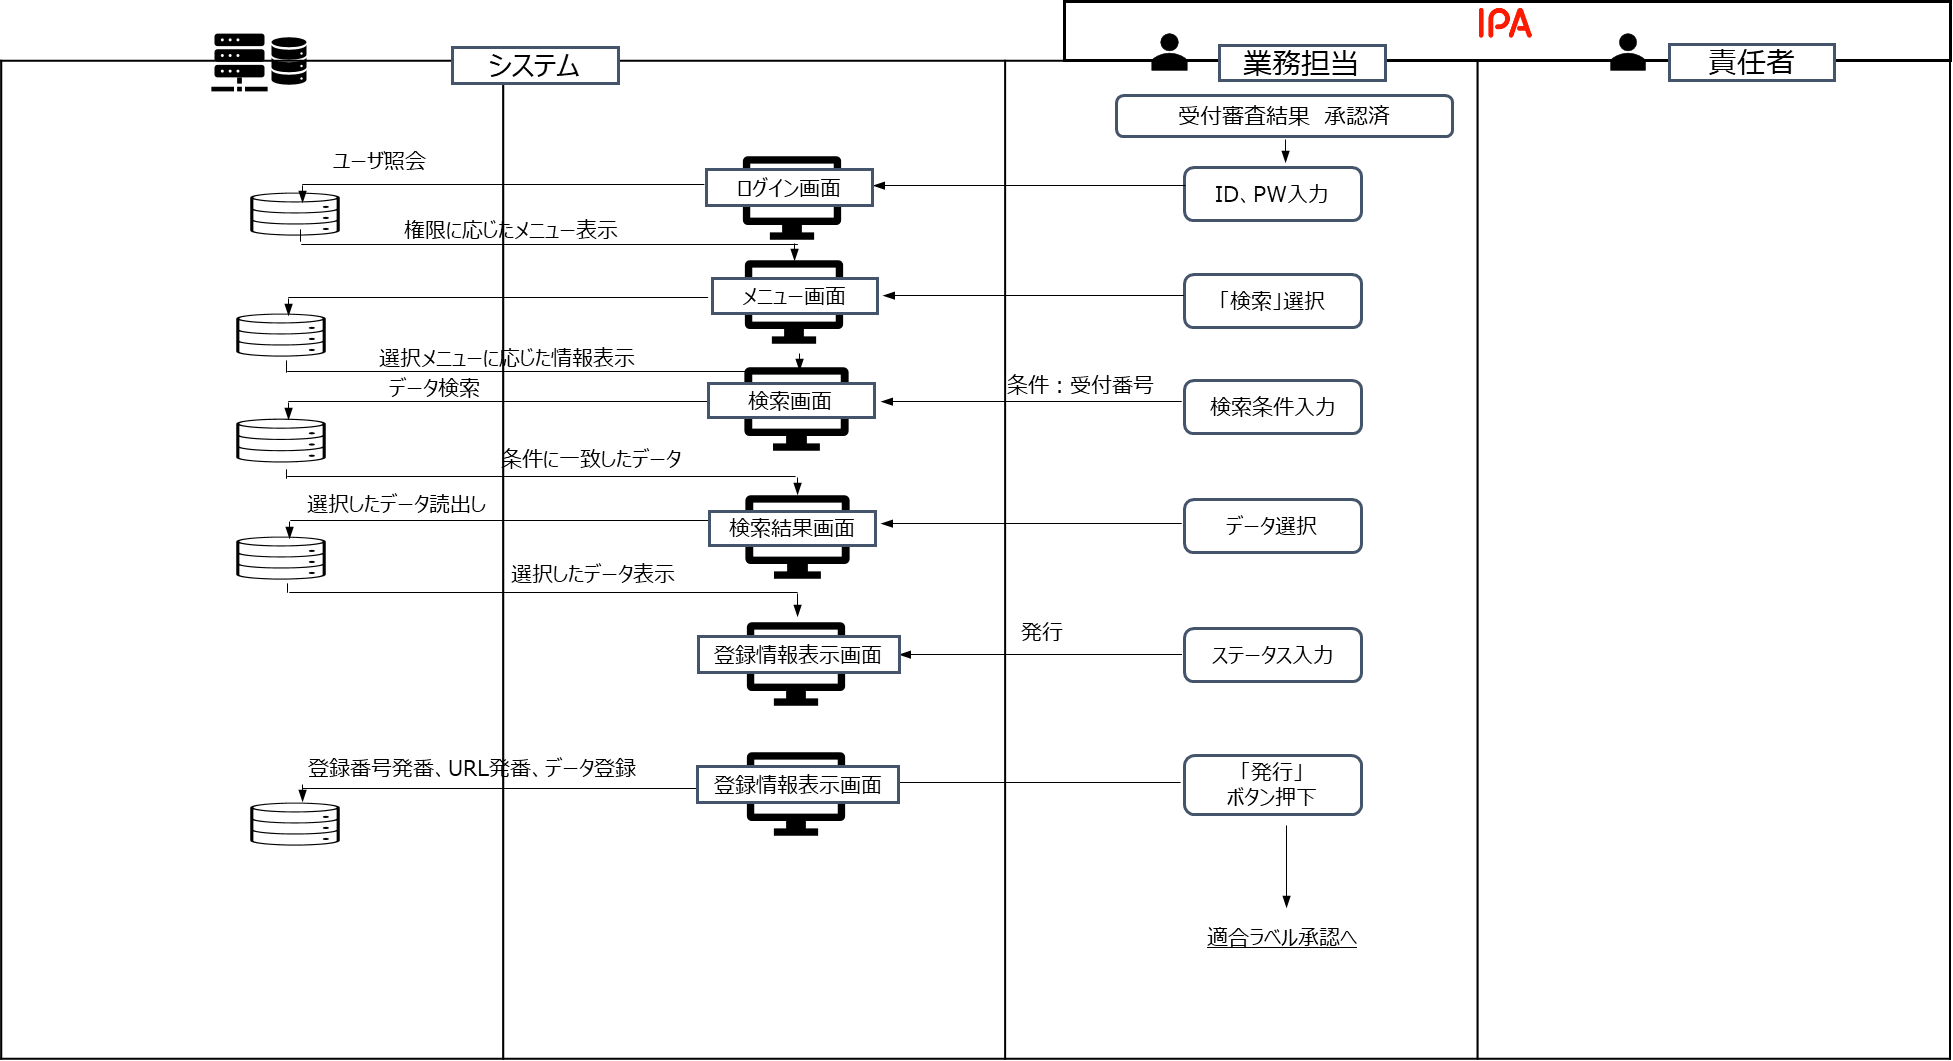 IPA
システム
業務担当
責任者
受付審査結果　承認済
ユーザ照会
ログイン画面
ID、PW入力
権限に応じたメニュー表示
メニュー画面
「検索」選択
選択メニューに応じた情報表示
データ検索
条件：受付番号
検索画面
検索条件入力
条件に一致したデータ
選択したデータ読出し
検索結果画面
データ選択
選択したデータ表示
発行
登録情報表示画面
ステータス入力
登録番号発番、URL発番、データ登録
登録情報表示画面
「発行」
ボタン押下
適合ラベル承認へ